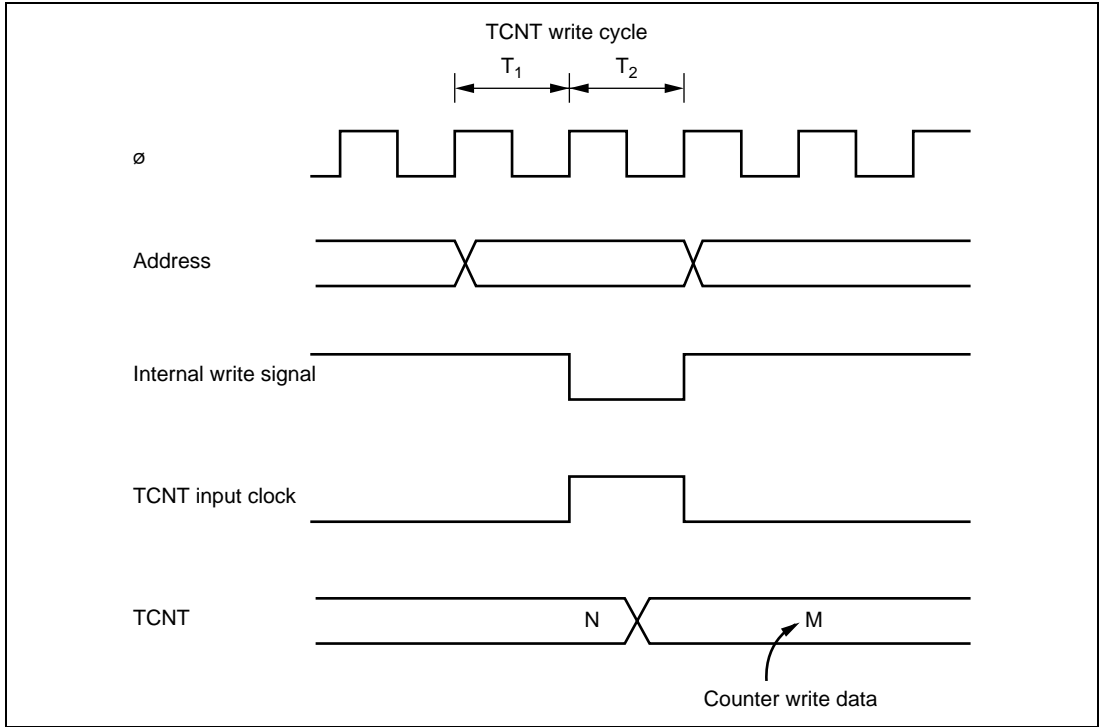 TCNT write cycle
T1 T2
ø
Address
Internal write signal
TCNT input clock
TCNT N M
Counter write data